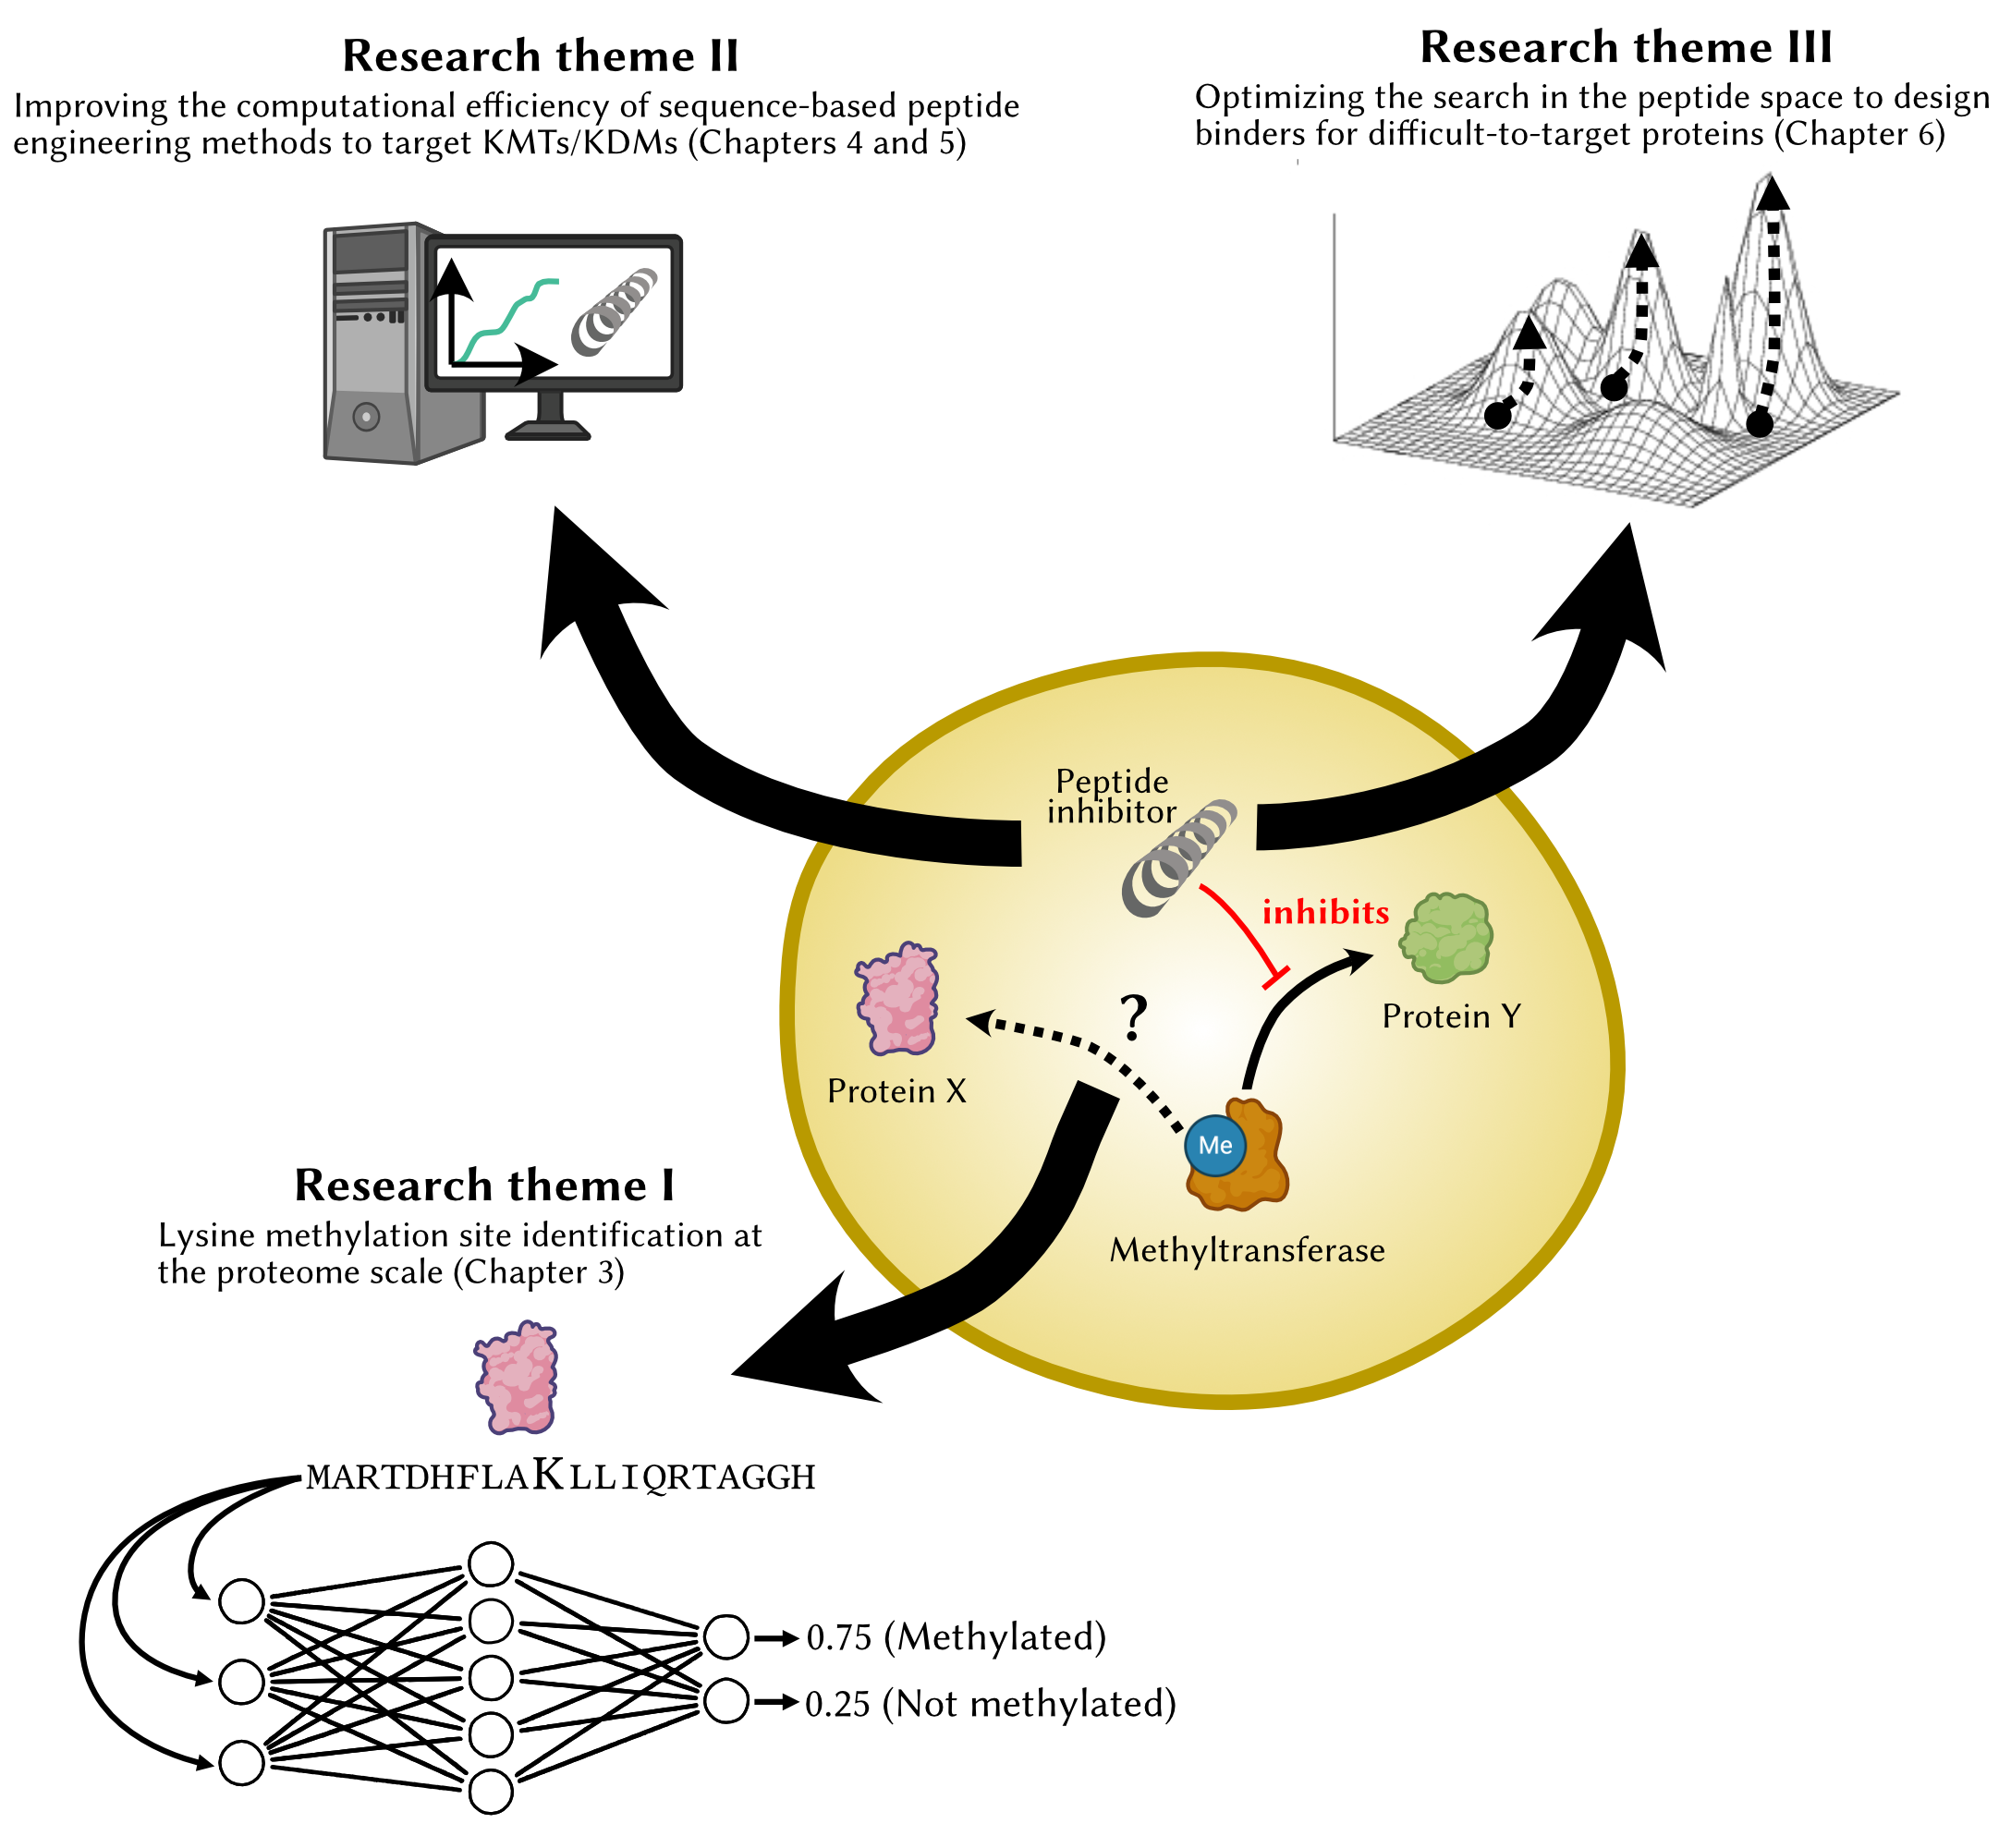 Research theme II
Improving the computational efficiency of sequence-based peptide
engineering methods to target KMTs/KDMs (Chapters 4 and 5)
Research theme III
Optimizing the search in the peptide space to design
binders for difficult-to-target proteins (Chapter 6)
Peptide
inhibitor
inhibits
Protein Y
?
Protein X
Me
Methyltransferase
Research theme I
Lysine methylation site identification at
the proteome scale (Chapter 3)
MARTDHFLAKLLIQRTAGGH
0.75 (Methylated)
0.25 (Not methylated)